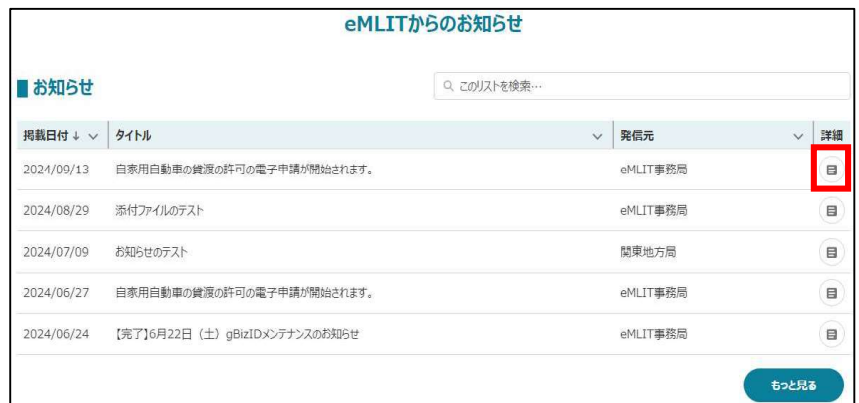 eMLITからのお知らせ
お知らせ
このリストを検索…
掲載日付↓ タイトル 発信元 詳細
2024/09/13 自家用自動車の貸渡の許可の電子申請が開始されます。 eMLIT事務局
2024/08/29 添付ファイルのテスト eMLIT事務局
2024/07/09 お知らせのテスト 関東地方局
2024/06/27 自家用自動車の貸渡の許可の電子申請が開始されます。 eMLIT事務局
2024/06/24 【完了】6月22日（土）gBizIDメンテナンスのお知らせ eMLIT事務局
もっと見る